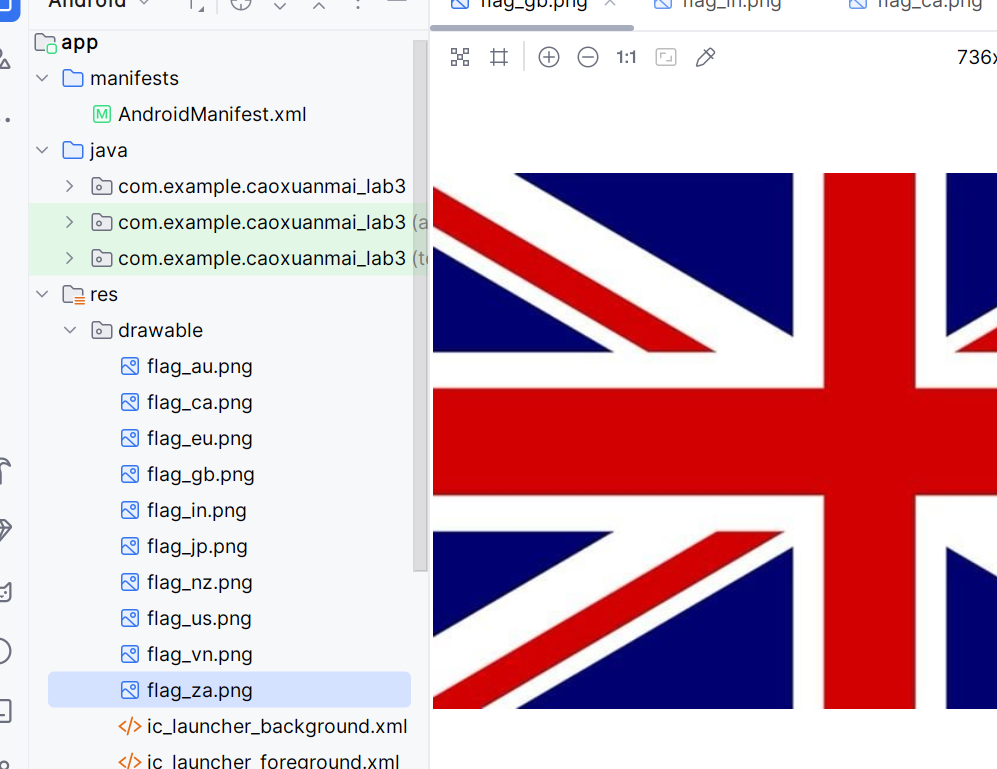 Android
flag_gb.png
flag_in.png
flag_ca.png
1:1
app
manifests
M AndroidManifest.xml
java
com.example.caoxuanmai_lab3
com.example.caoxuanmai_lab3 (a
com.example.caoxuanmai_lab3 (te
res
drawable
flag_au.png
flag_ca.png
flag_eu.png
flag_gb.png
flag_in.png
flag_jp.png
flag_nz.png
flag_us.png
flag_vn.png
flag_za.png
</> ic_launcher_background.xml
</> ic_launcher_foreground.xml